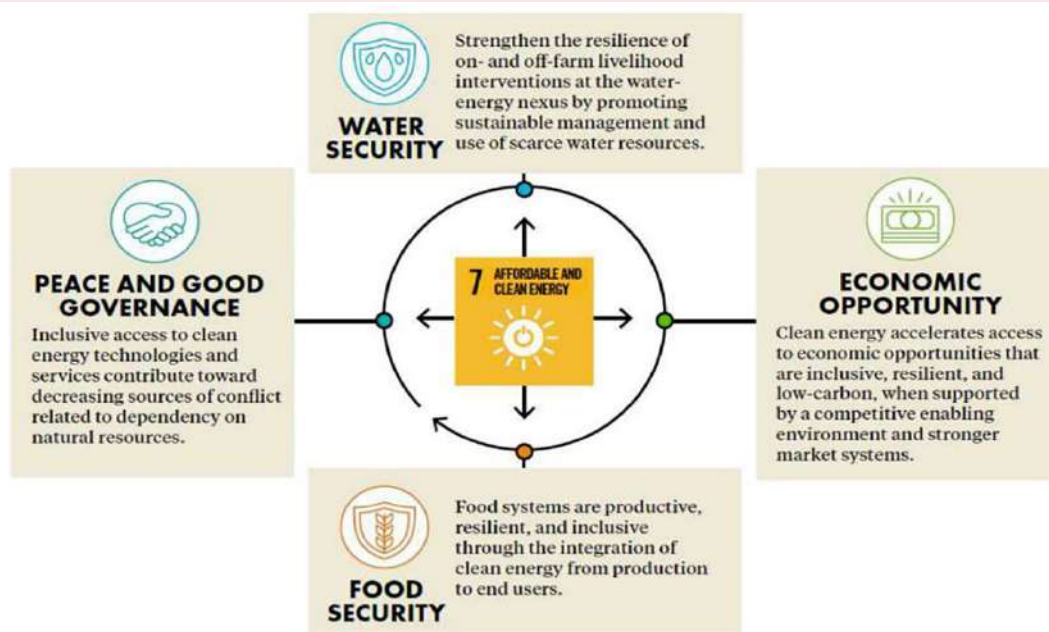 WATER
SECURITY
Strengthen the resilience of
on- and off-farm livelihood
interventions at the water-
energy nexus by promoting
sustainable management and
use of scarce water resources.
PEACE AND GOOD
GOVERNANCE
Inclusive access to clean
energy technologies and
services contribute toward
decreasing sources of conflict
related to dependency on
natural resources.
7 AFFORDABLE AND
CLEAN ENERGY
ECONOMIC
OPPORTUNITY
Clean energy accelerates access
to economic opportunities that
are inclusive, resilient, and
low-carbon, when supported
by a competitive enabling
environment and stronger
market systems.
FOOD
SECURITY
Food systems are productive,
resilient, and inclusive
through the integration of
clean energy from production
to end users.